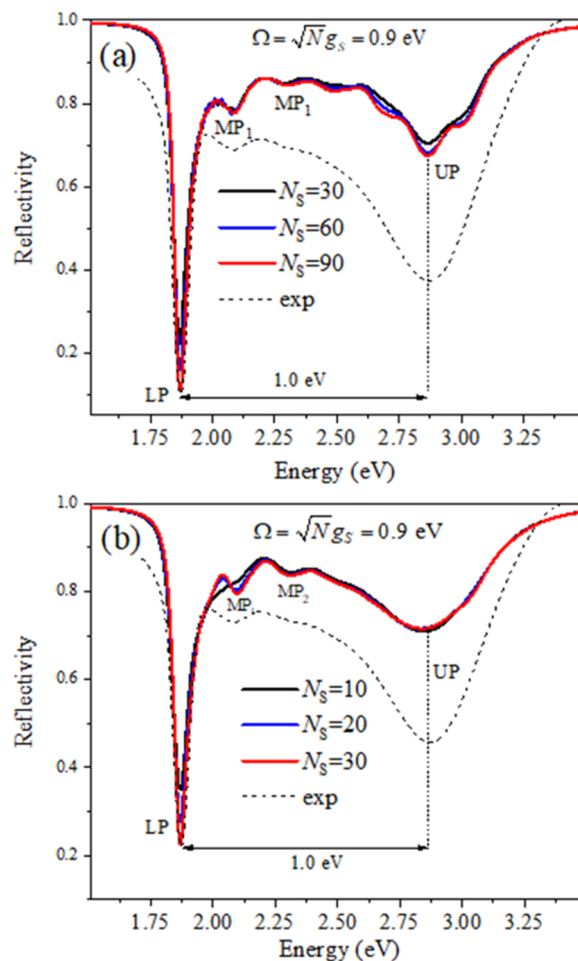 (a)
Ω = √N g_S = 0.9 eV
1.0
0.8
0.6
0.4
0.2
Reflectivity
MP₁
MP₁
UP
N_S=30
N_S=60
N_S=90
exp
LP
1.0 eV
1.75 2.00 2.25 2.50 2.75 3.00 3.25
Energy (eV)
(b)
Ω = √N g_S = 0.9 eV
1.0
0.8
0.6
0.4
0.2
Reflectivity
MP₁
MP₂
UP
N_S=10
N_S=20
N_S=30
exp
LP
1.0 eV
1.75 2.00 2.25 2.50 2.75 3.00 3.25
Energy (eV)